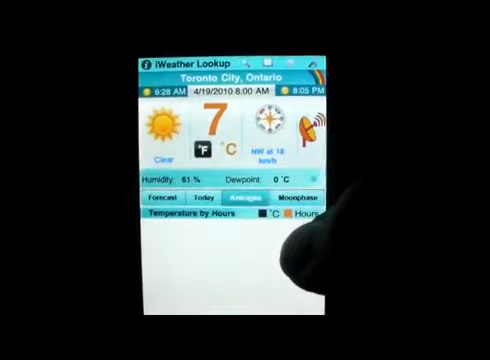 iWeather Lookup
Toronto City, Ontario
6:28 AM 4/19/2010 8:00 AM 8:05 PM
7
°F °C
Clear
NW at 18
km/h
Humidity: 61 % Dewpoint: 0 °C
Forecast Today Averages Moonphase
Temperature by Hours °C Hours